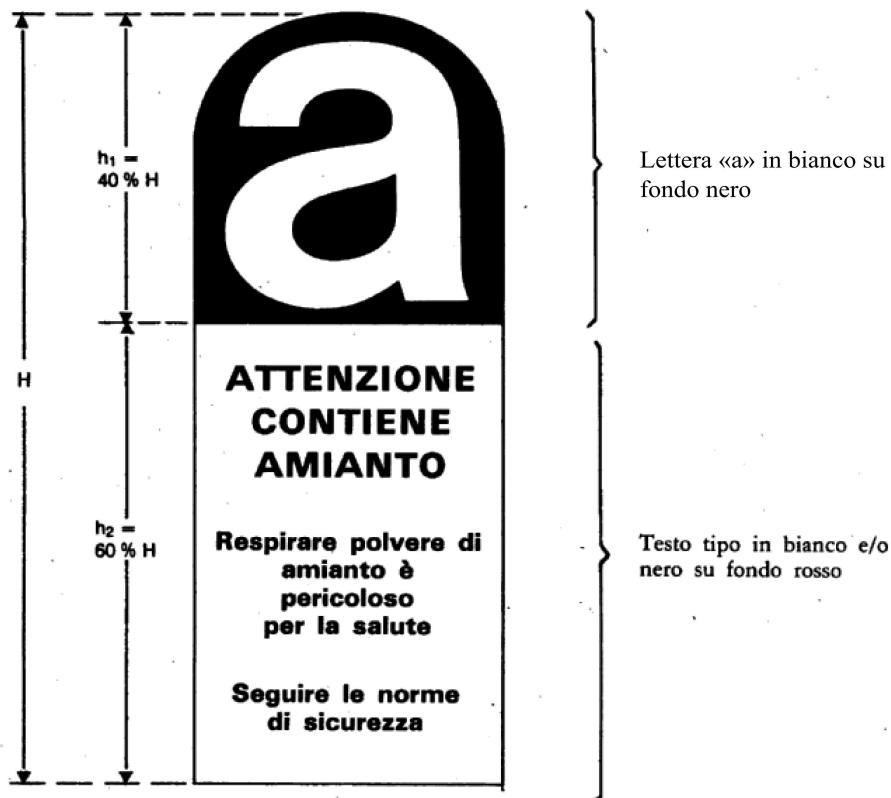 a
h₁ =
40 % H
Lettera «a» in bianco su
fondo nero
H
ATTENZIONE
CONTIENE
AMIANTO
h₂ =
60 % H
Respirare polvere di
amianto è
pericoloso
per la salute
Testo tipo in bianco e/o
nero su fondo rosso
Seguire le norme
di sicurezza